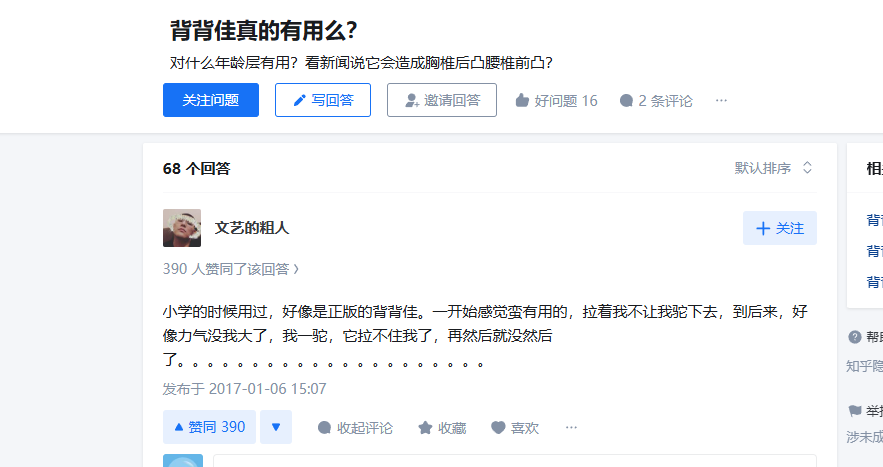 背背佳真的有用么？
对什么年龄层有用？看新闻说它会造成胸椎后凸腰椎前凸？
关注问题 写回答 邀请回答 好问题 16 2 条评论 ···
68 个回答 默认排序
文艺的粗人 + 关注
390 人赞同了该回答 ›
小学的时候用过，好像是正版的背背佳。一开始感觉蛮有用的，拉着我不让我驼下去，到后来，好
像力气没我大了，我一驼，它拉不住我了，再然后就没然后
了。。。。。。。。。。。。。。。。。。。。。
发布于 2017-01-06 15:07
赞同 390 收起评论 收藏 喜欢 ···
相
背
背
背
帮
知乎隐
举
涉未成